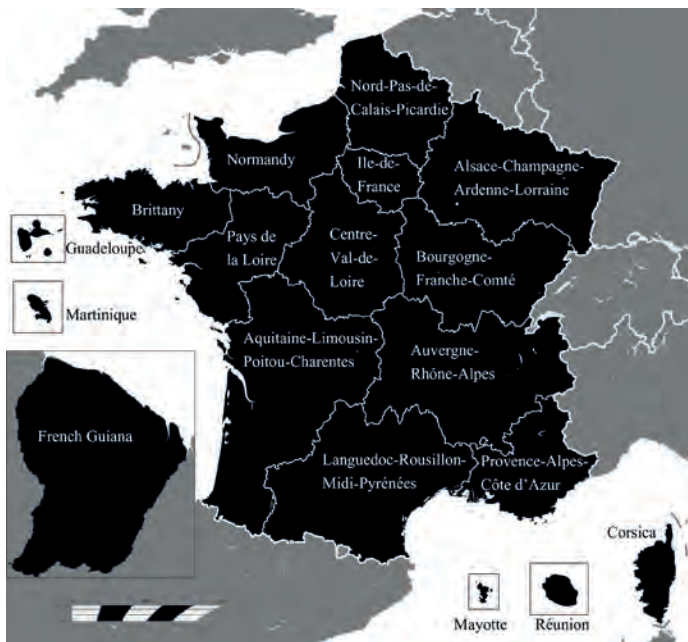 Nord-Pas-de-
Calais-Picardie
Normandy
Ile-de-
France
Alsace-Champagne-
Ardenne-Lorraine
Brittany
Pays de
la Loire
Centre-
Val-de-
Loire
Bourgogne-
Franche-Comté
Guadeloupe
Martinique
Aquitaine-Limousin-
Poitou-Charentes
Auvergne-
Rhône-Alpes
French Guiana
Languedoc-Rousillon-
Midi-Pyrénées
Provence-Alpes-
Côte d'Azur
Corsica
Mayotte
Réunion